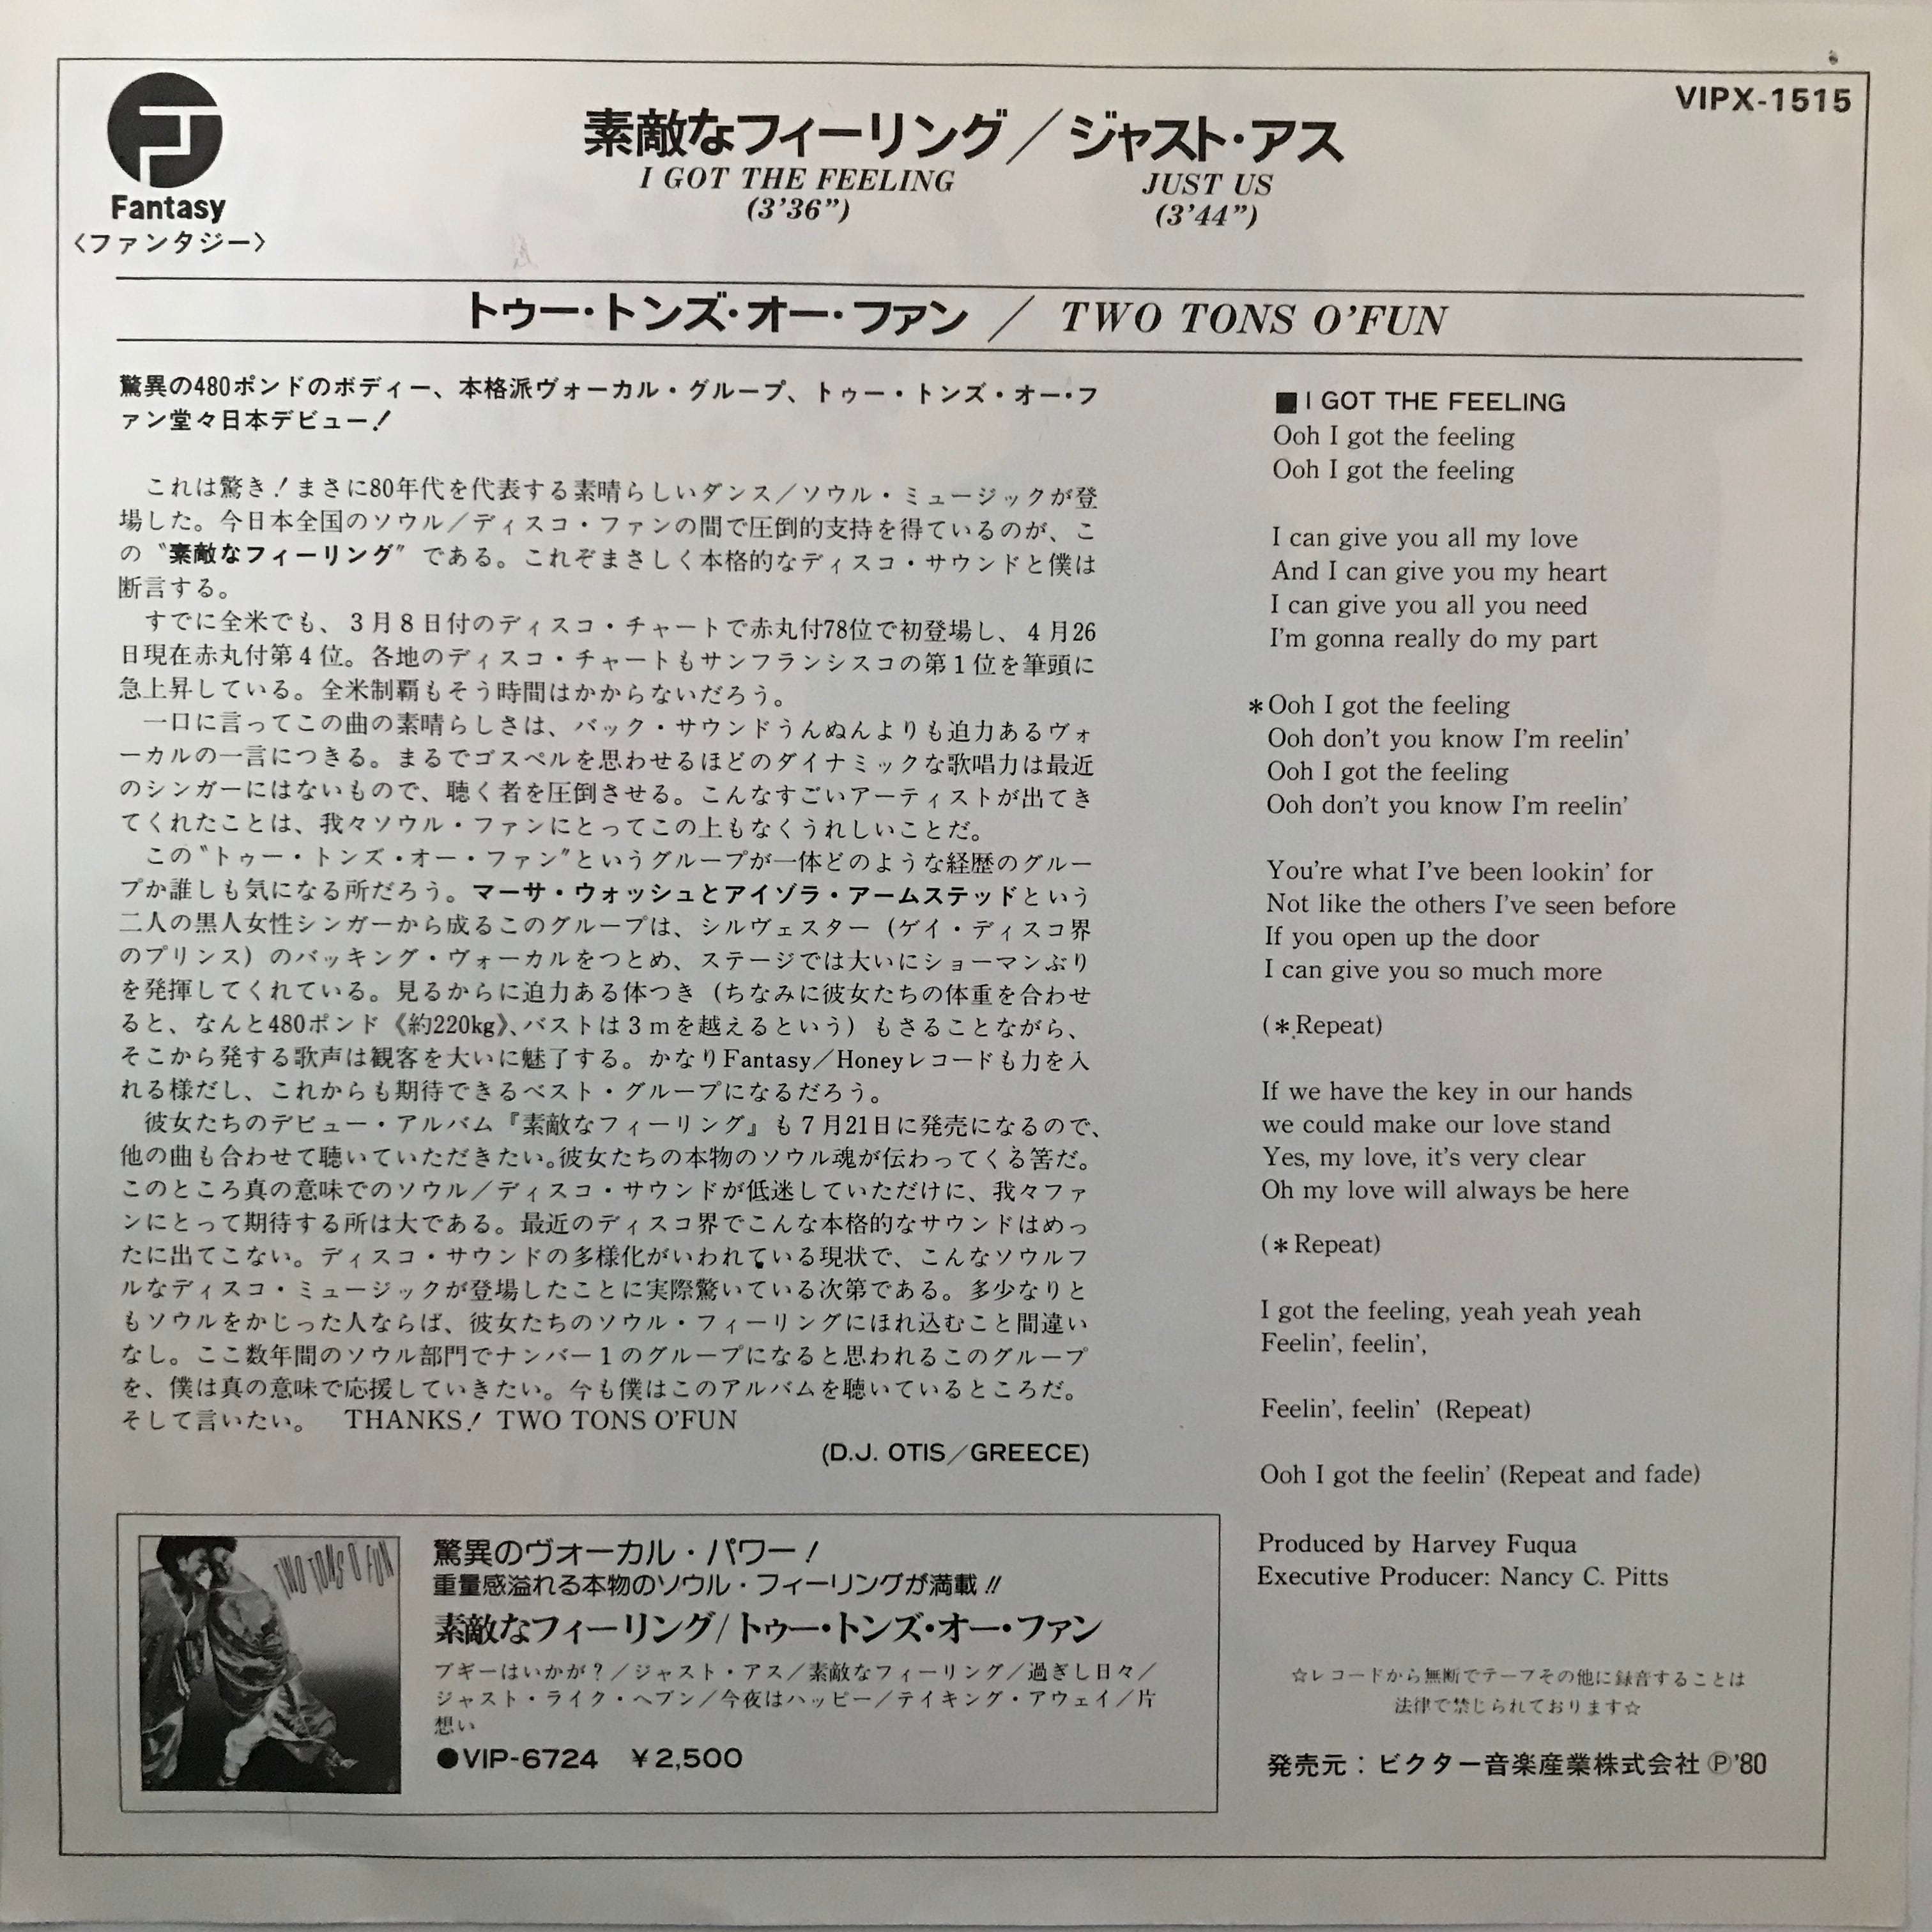 Fantasy
〈ファンタジー〉
VIPX-1515
素敵なフィーリング／ジャスト・アス
I GOT THE FEELING
(3’36”)
JUST US
(3’44”)
トゥー・トンズ・オー・ファン ／ TWO TONS O’FUN
驚異の480ポンドのボディー、本格派ヴォーカル・グループ、トゥー・トンズ・オー・フ
ァン堂々日本デビュー！
これは驚き！まさに80年代を代表する素晴らしいダンス／ソウル・ミュージックが登
場した。今日本全国のソウル／ディスコ・ファンの間で圧倒的支持を得ているのが、こ
の〝素敵なフィーリング〞である。これぞまさしく本格的なディスコ・サウンドと僕は
断言する。
すでに全米でも、３月８日付のディスコ・チャートで赤丸付78位で初登場し、４月26
日現在赤丸付第４位。各地のディスコ・チャートもサンフランシスコの第１位を筆頭に
急上昇している。全米制覇もそう時間はかからないだろう。
一口に言ってこの曲の素晴らしさは、バック・サウンドうんぬんよりも迫力あるヴォ
ーカルの一言につきる。まるでゴスペルを思わせるほどのダイナミックな歌唱力は最近
のシンガーにはないもので、聴く者を圧倒させる。こんなすごいアーティストが出てき
てくれたことは、我々ソウル・ファンにとってこの上もなくうれしいことだ。
この〝トゥー・トンズ・オー・ファン〞というグループが一体どのような経歴のグルー
プか誰しも気になる所だろう。マーサ・ウォッシュとアイゾラ・アームステッドという
二人の黒人女性シンガーから成るこのグループは、シルヴェスター（ゲイ・ディスコ界
のプリンス）のバッキング・ヴォーカルをつとめ、ステージでは大いにショーマンぶり
を発揮してくれている。見るからに迫力ある体つき（ちなみに彼女たちの体重を合わせ
ると、なんと480ポンド《約220kg》、バストは３ｍを越えるという）もさることながら、
そこから発する歌声は観客を大いに魅了する。かなりFantasy／Honeyレコードも力を入
れる様だし、これからも期待できるベスト・グループになるだろう。
彼女たちのデビュー・アルバム『素敵なフィーリング』も７月21日に発売になるので、
他の曲も合わせて聴いていただきたい。彼女たちの本物のソウル魂が伝わってくる筈だ。
このところ真の意味でのソウル／ディスコ・サウンドが低迷していただけに、我々ファ
ンにとって期待する所は大である。最近のディスコ界でこんな本格的なサウンドはめっ
たに出てこない。ディスコ・サウンドの多様化がいわれている現状で、こんなソウルフ
ルなディスコ・ミュージックが登場したことに実際驚いている次第である。多少なりと
もソウルをかじった人ならば、彼女たちのソウル・フィーリングにほれ込むこと間違い
なし。ここ数年間のソウル部門でナンバー１のグループになると思われるこのグループ
を、僕は真の意味で応援していきたい。今も僕はこのアルバムを聴いているところだ。
そして言いたい。 THANKS！ TWO TONS O’FUN
(D.J. OTIS／GREECE)
■I GOT THE FEELING
Ooh I got the feeling
Ooh I got the feeling
I can give you all my love
And I can give you my heart
I can give you all you need
I'm gonna really do my part
*Ooh I got the feeling
Ooh don't you know I'm reelin’
Ooh I got the feeling
Ooh don't you know I'm reelin’
You're what I've been lookin’ for
Not like the others I've seen before
If you open up the door
I can give you so much more
(*Repeat)
If we have the key in our hands
we could make our love stand
Yes, my love, it's very clear
Oh my love will always be here
(*Repeat)
I got the feeling, yeah yeah yeah
Feelin’, feelin’,
Feelin’, feelin’ (Repeat)
Ooh I got the feelin’ (Repeat and fade)
Produced by Harvey Fuqua
Executive Producer: Nancy C. Pitts
☆レコードから無断でテープその他に録音することは
法律で禁じられております☆
発売元：ビクター音楽産業株式会社 Ⓟ’80
TWO TONS O’FUN
驚異のヴォーカル・パワー！
重量感溢れる本物のソウル・フィーリングが満載!!
素敵なフィーリング/トゥー・トンズ・オー・ファン
ブギーはいかが？／ジャスト・アス／素敵なフィーリング／過ぎし日々／
ジャスト・ライク・ヘブン／今夜はハッピー／テイキング・アウェイ／片
想い
●VIP-6724 ￥2,500